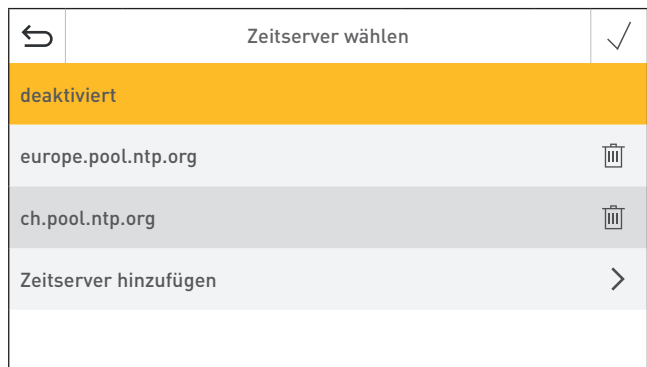 Zeitserver wählen
deaktiviert
europe.pool.ntp.org
ch.pool.ntp.org
Zeitserver hinzufügen